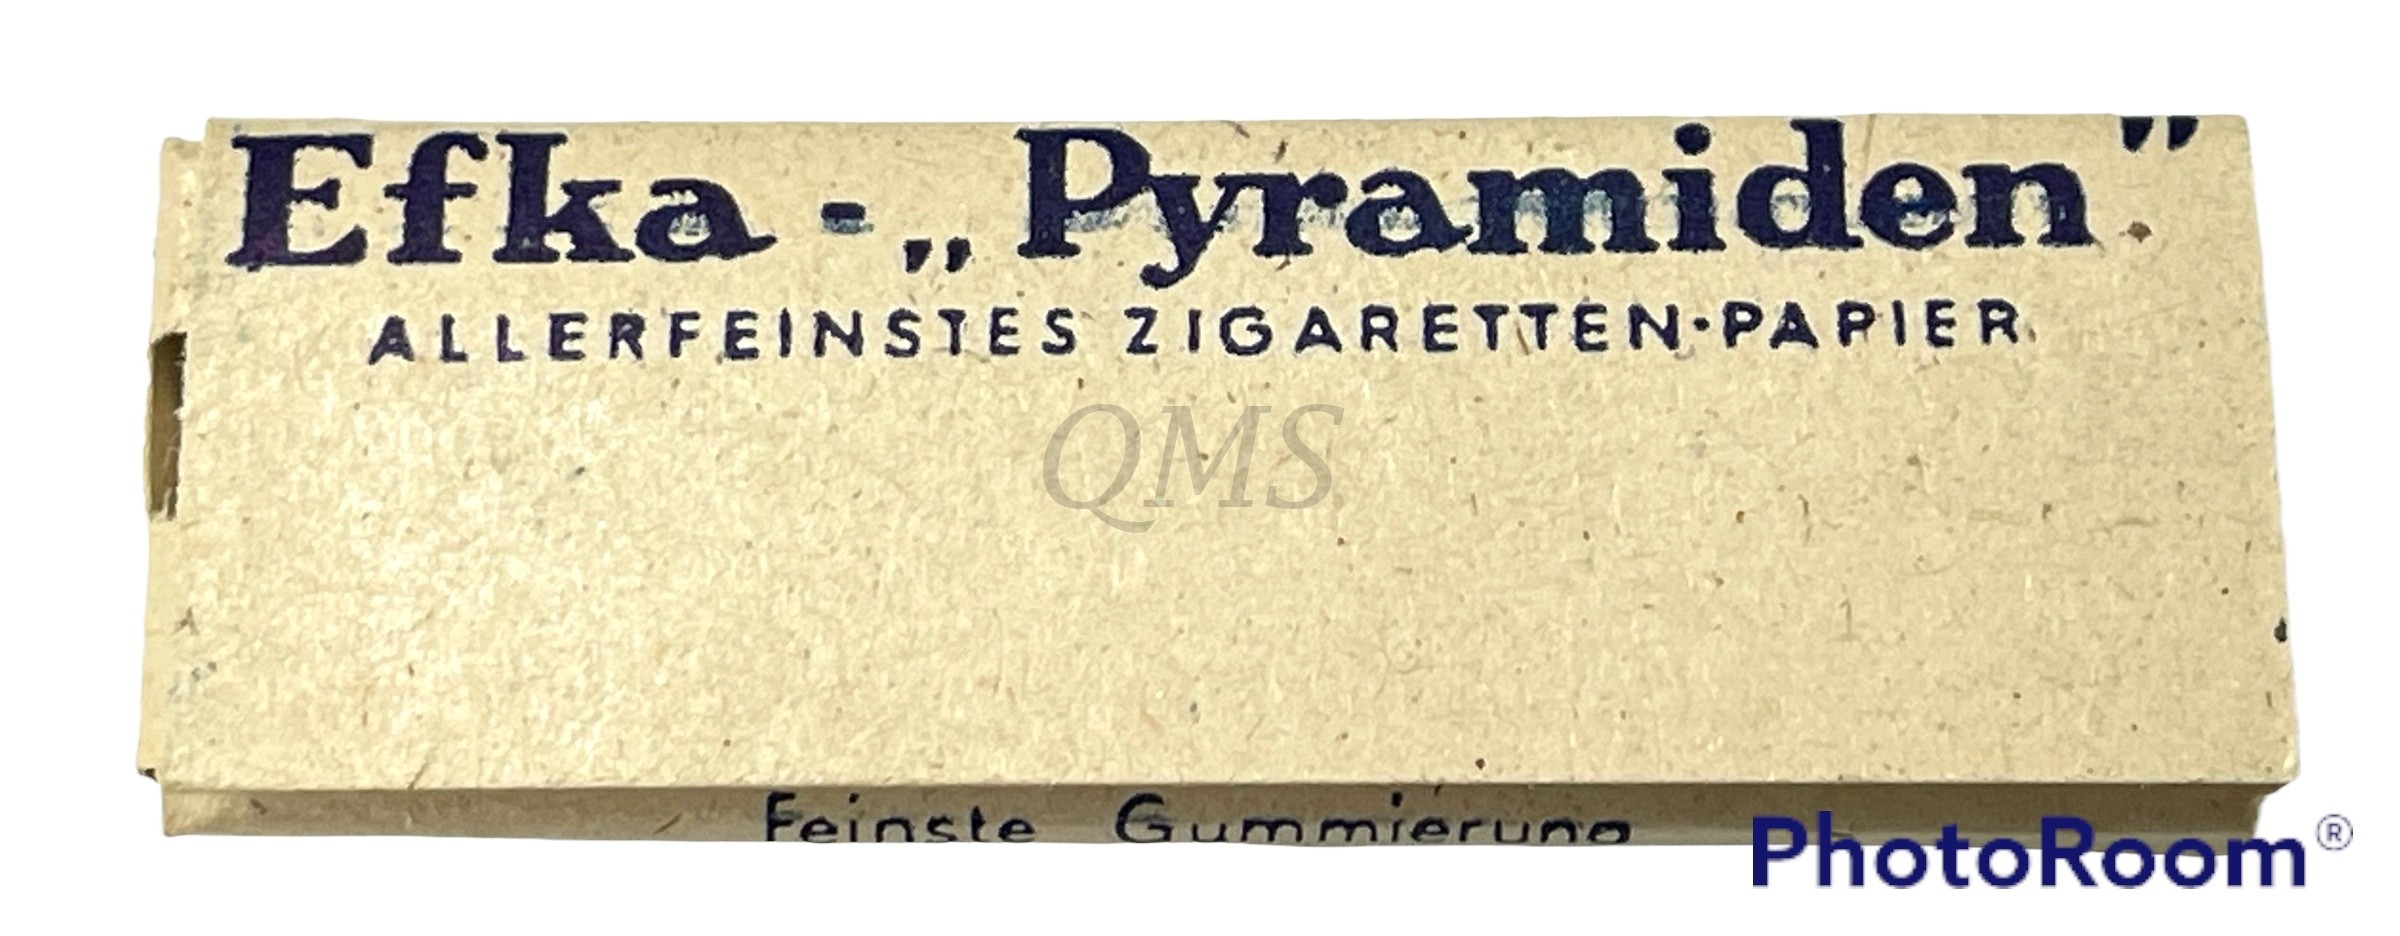 Efka - „Pyramiden"
ALLERFEINSTES ZIGARETTEN·PAPIER
QMS
Feinste Gummierung
PhotoRoom®